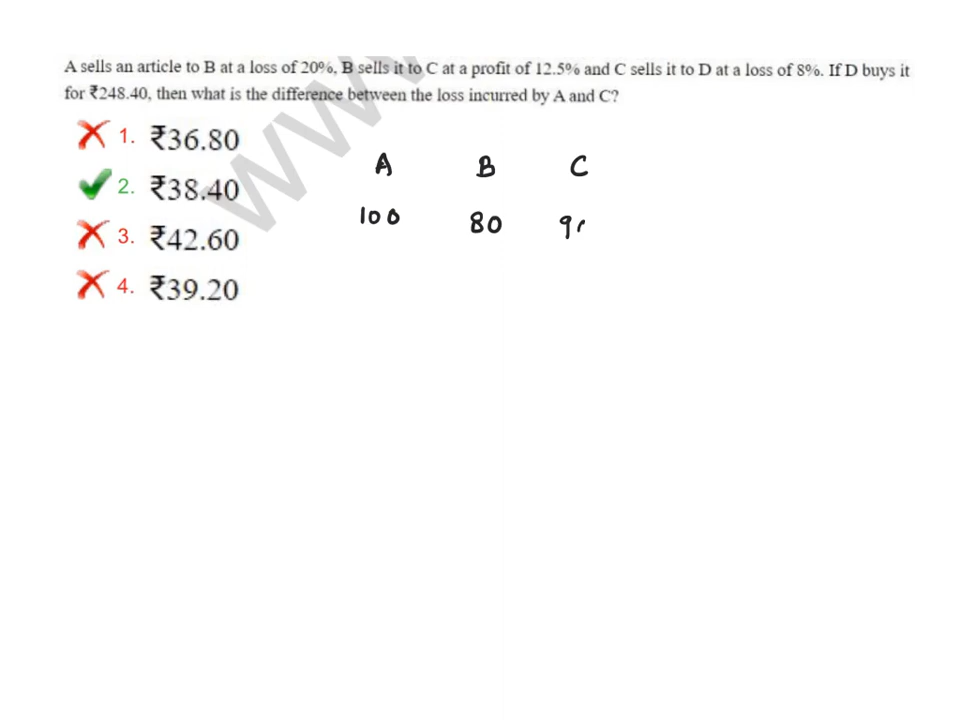 A sells an article to B at a loss of 20%, B sells it to C at a profit of 12.5% and C sells it to D at a loss of 8%. If D buys it
for ₹248.40, then what is the difference between the loss incurred by A and C?
1. ₹36.80
2. ₹38.40
3. ₹42.60
4. ₹39.20
A B C
100 80 9